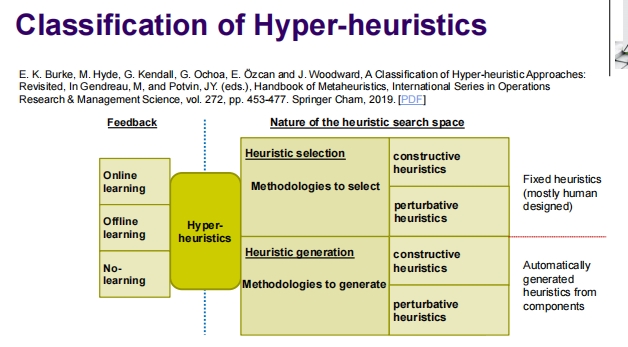 Classification of Hyper-heuristics
E. K. Burke, M. Hyde, G. Kendall, G. Ochoa, E. Özcan and J. Woodward, A Classification of Hyper-heuristic Approaches:
Revisited, In Gendreau, M, and Potvin, JY. (eds.), Handbook of Metaheuristics, International Series in Operations
Research & Management Science, vol. 272, pp. 453-477. Springer Cham, 2019. [PDF]
Feedback
Nature of the heuristic search space
Online
learning
Offline
learning
No-
learning
Hyper-
heuristics
Heuristic selection
Methodologies to select
constructive
heuristics
perturbative
heuristics
Fixed heuristics
(mostly human
designed)
Heuristic generation
Methodologies to generate
constructive
heuristics
perturbative
heuristics
Automatically
generated
heuristics from
components